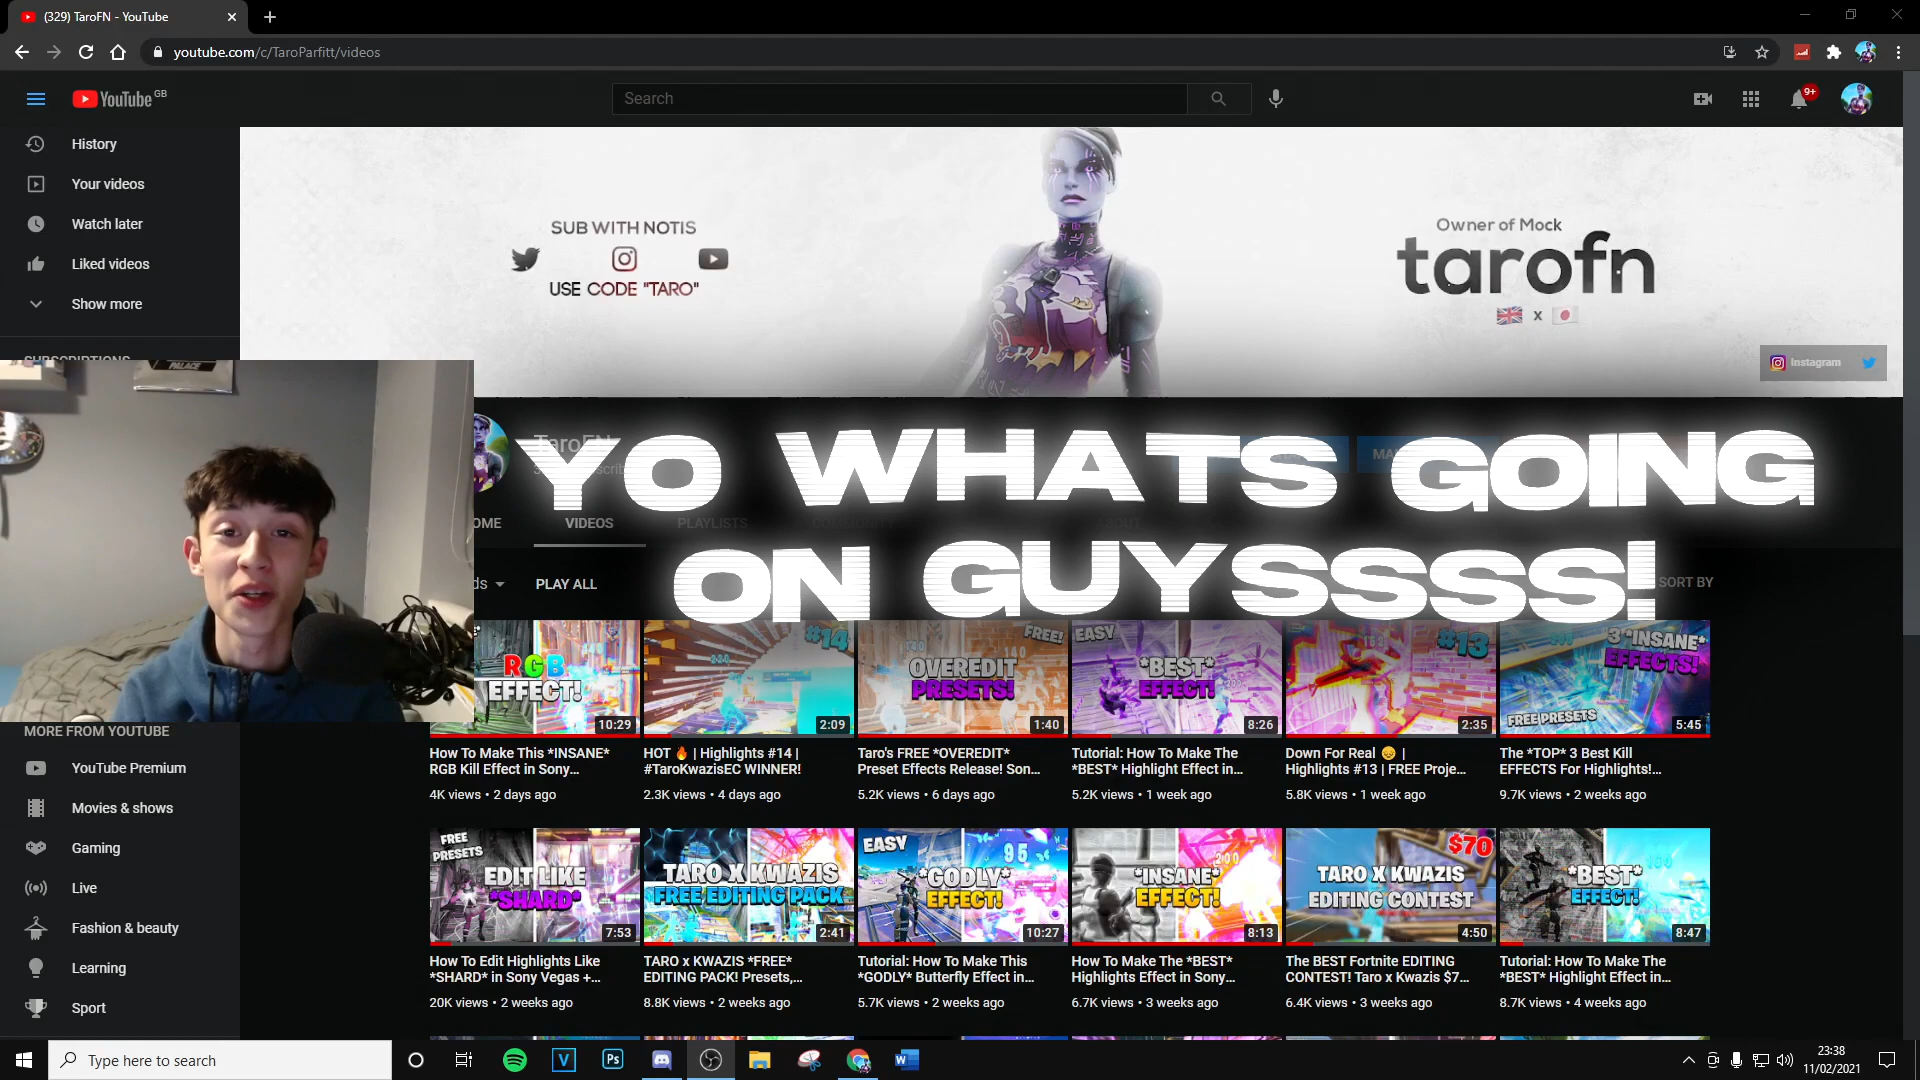 (329) TaroFN - YouTube
youtube.com/c/TaroParfitt/videos
YouTube GB
Search
9+
History
Your videos
Watch later
Liked videos
Show more
SUBSCRIPTIONS
SUB WITH NOTIS
USE CODE "TARO"
Owner of Mock
tarofn
x
Instagram
PALACE
TaroFN
YO WHATS GOING
ON GUYSSSS!
OME
VIDEOS
PLAYLISTS
COMMUNITY
ABOUT
ds
PLAY ALL
SORT BY
RGB
EFFECT!
10:29
How To Make This *INSANE*
RGB Kill Effect in Sony...
4K views • 2 days ago
#14
2:09
HOT 🔥 | Highlights #14 |
#TaroKwazisEC WINNER!
2.3K views • 4 days ago
FREE!
OVEREDIT
PRESETS!
1:40
Taro's FREE *OVEREDIT*
Preset Effects Release! Son...
5.2K views • 6 days ago
EASY
*BEST*
EFFECT!
8:26
Tutorial: How To Make The
*BEST* Highlight Effect in...
5.2K views • 1 week ago
#13
2:35
Down For Real 😔 |
Highlights #13 | FREE Proje...
5.8K views • 1 week ago
3 *INSANE*
EFFECTS!
FREE PRESETS
5:45
The *TOP* 3 Best Kill
EFFECTS For Highlights!...
9.7K views • 2 weeks ago
FREE
PRESETS
EDIT LIKE
*SHARD*
7:53
How To Edit Highlights Like
*SHARD* in Sony Vegas +...
20K views • 2 weeks ago
TARO X KWAZIS
FREE EDITING PACK
2:41
TARO x KWAZIS *FREE*
EDITING PACK! Presets,...
8.8K views • 2 weeks ago
EASY
95
*GODLY*
EFFECT!
10:27
Tutorial: How To Make This
*GODLY* Butterfly Effect in...
5.7K views • 2 weeks ago
200
*INSANE*
EFFECT!
8:13
How To Make The *BEST*
Highlights Effect in Sony...
6.7K views • 3 weeks ago
$70
TARO X KWAZIS
EDITING CONTEST
4:50
The BEST Fortnite EDITING
CONTEST! Taro x Kwazis $7...
6.4K views • 3 weeks ago
*BEST*
EFFECT!
8:47
Tutorial: How To Make The
*BEST* Highlight Effect in...
8.7K views • 4 weeks ago
MORE FROM YOUTUBE
YouTube Premium
Movies & shows
Gaming
Live
Fashion & beauty
Learning
Sport
Type here to search
23:38
11/02/2021